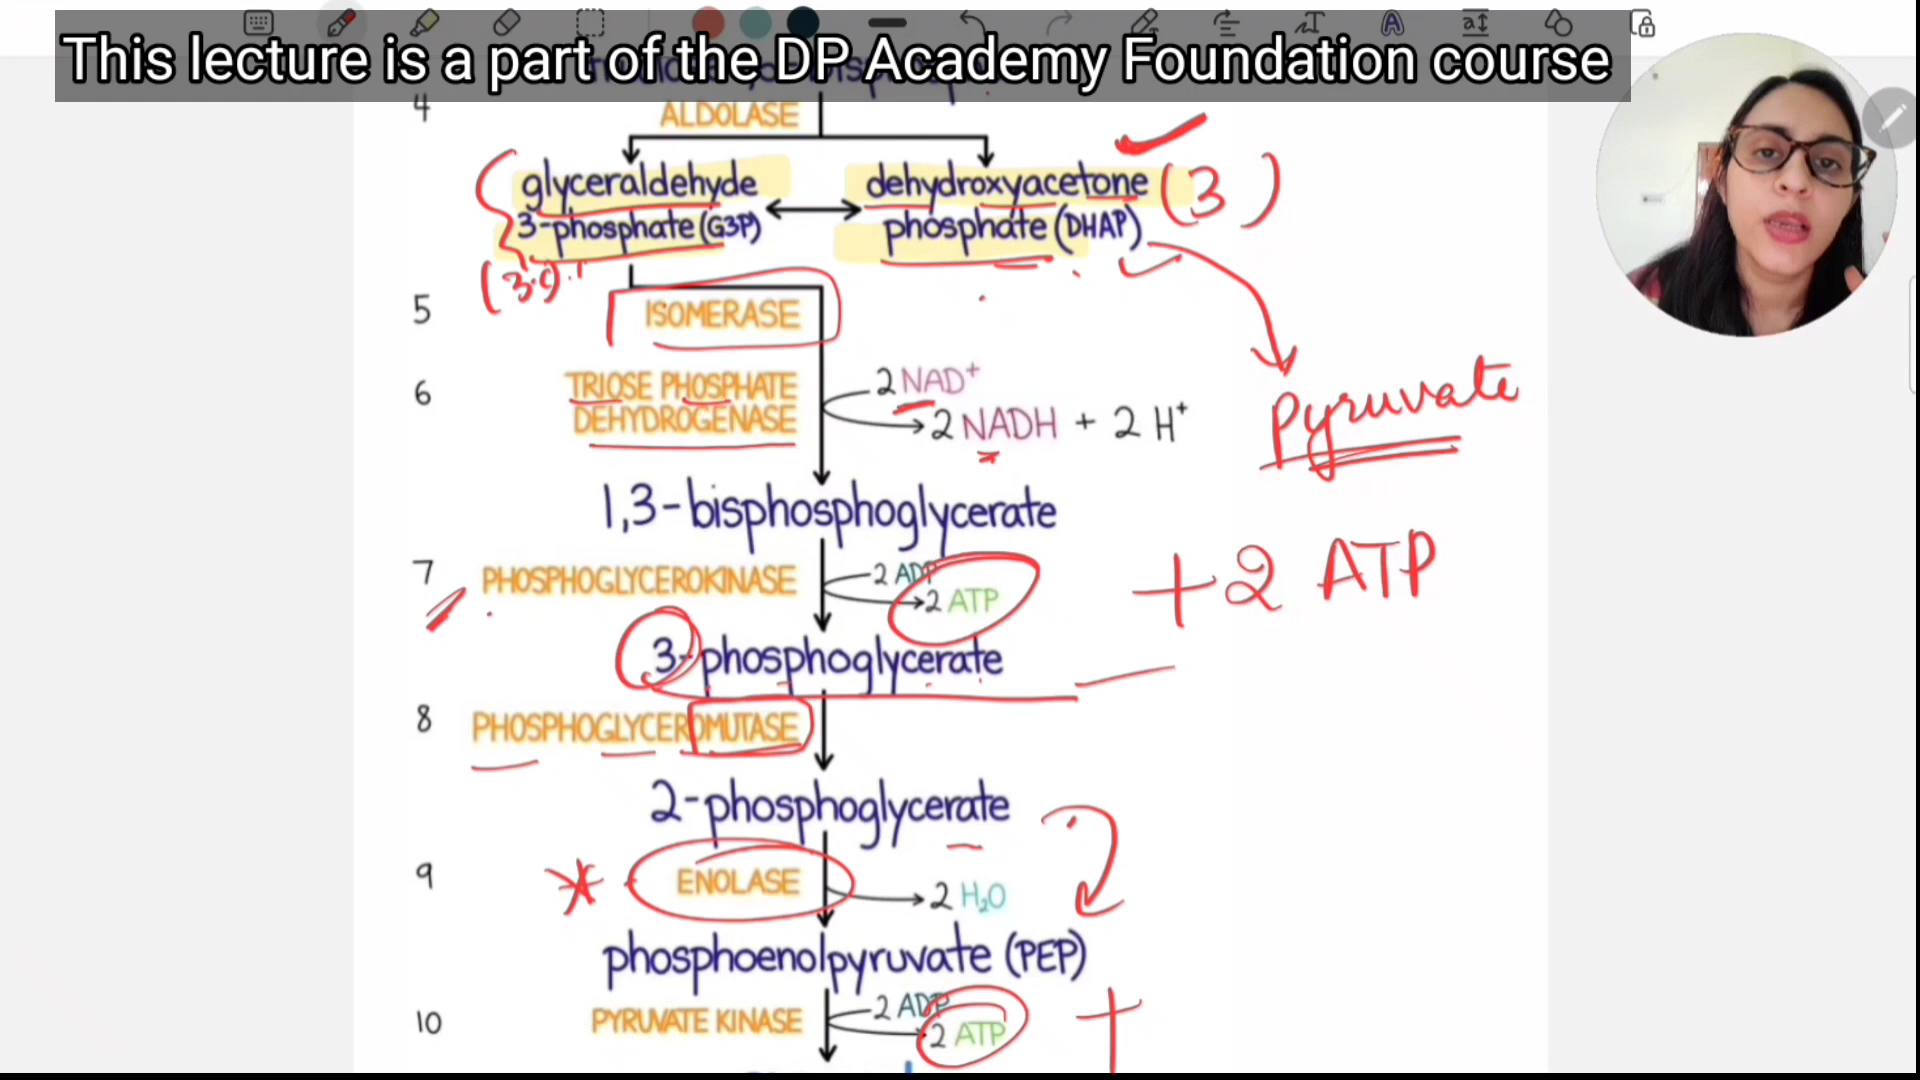 This lecture is a part of the DP Academy Foundation course
4
ALDOLASE
glyceraldehyde
3-phosphate (G3P)
dehydroxyacetone
phosphate (DHAP)
(3)
(3c)
5
ISOMERASE
6
TRIOSE PHOSPHATE
DEHYDROGENASE
2 NAD⁺
2 NADH + 2 H⁺
Pyruvate
1,3-bisphosphoglycerate
7
PHOSPHOGLYCEROKINASE
2 ADP
2 ATP
+2 ATP
3-phosphoglycerate
8
PHOSPHOGLYCEROMUTASE
2-phosphoglycerate
9
ENOLASE
2 H₂O
phosphoenolpyruvate (PEP)
10
PYRUVATE KINASE
2 ADP
2 ATP
+